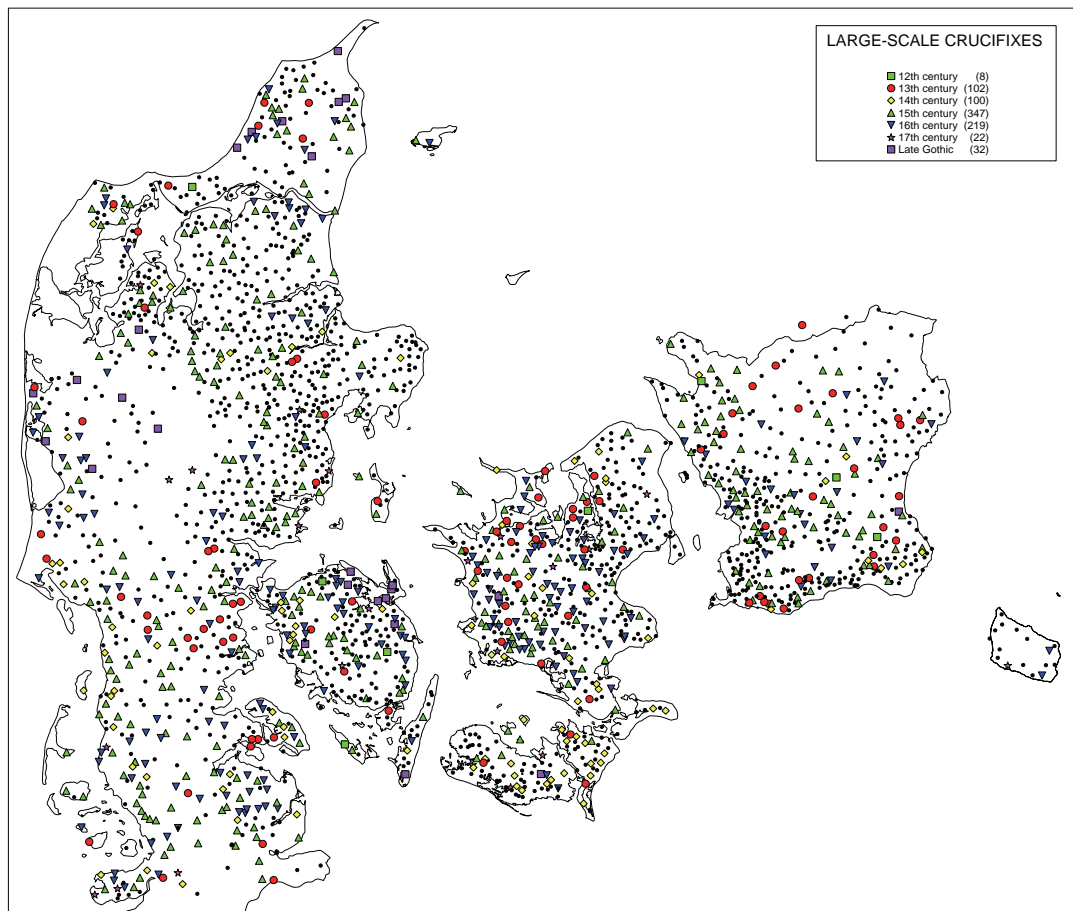 LARGE-SCALE CRUCIFIXES
12th century (8)
13th century (102)
14th century (100)
15th century (347)
16th century (219)
17th century (22)
Late Gothic (32)